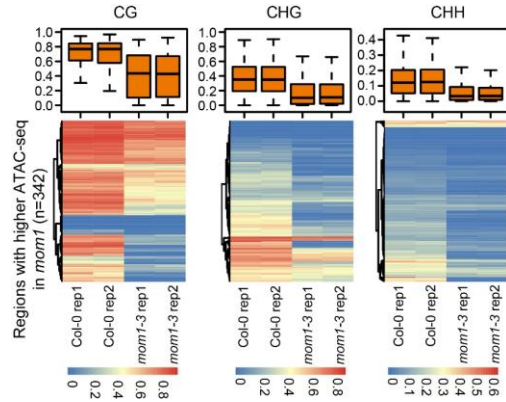 CG
CHG
CHH
1.0
0.8
0.6
0.4
0.2
0.0
1.0
0.8
0.6
0.4
0.2
0.0
0.4
0.3
0.2
0.1
0.0
Regions with higher ATAC-seq
in mom1 (n=342)
Col-0 rep1
Col-0 rep2
mom1-3 rep1
mom1-3 rep2
Col-0 rep1
Col-0 rep2
mom1-3 rep1
mom1-3 rep2
Col-0 rep1
Col-0 rep2
mom1-3 rep1
mom1-3 rep2
0 0.2 0.4 0.6 0.8
0 0.2 0.4 0.6 0.8
0 0.1 0.2 0.3 0.4 0.5 0.6